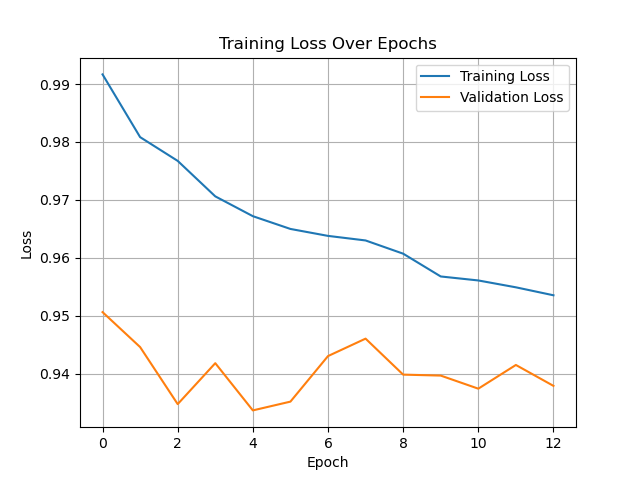 Training Loss Over Epochs
Training Loss
Validation Loss
0.99
0.98
0.97
0.96
0.95
0.94
Loss
0 2 4 6 8 10 12
Epoch